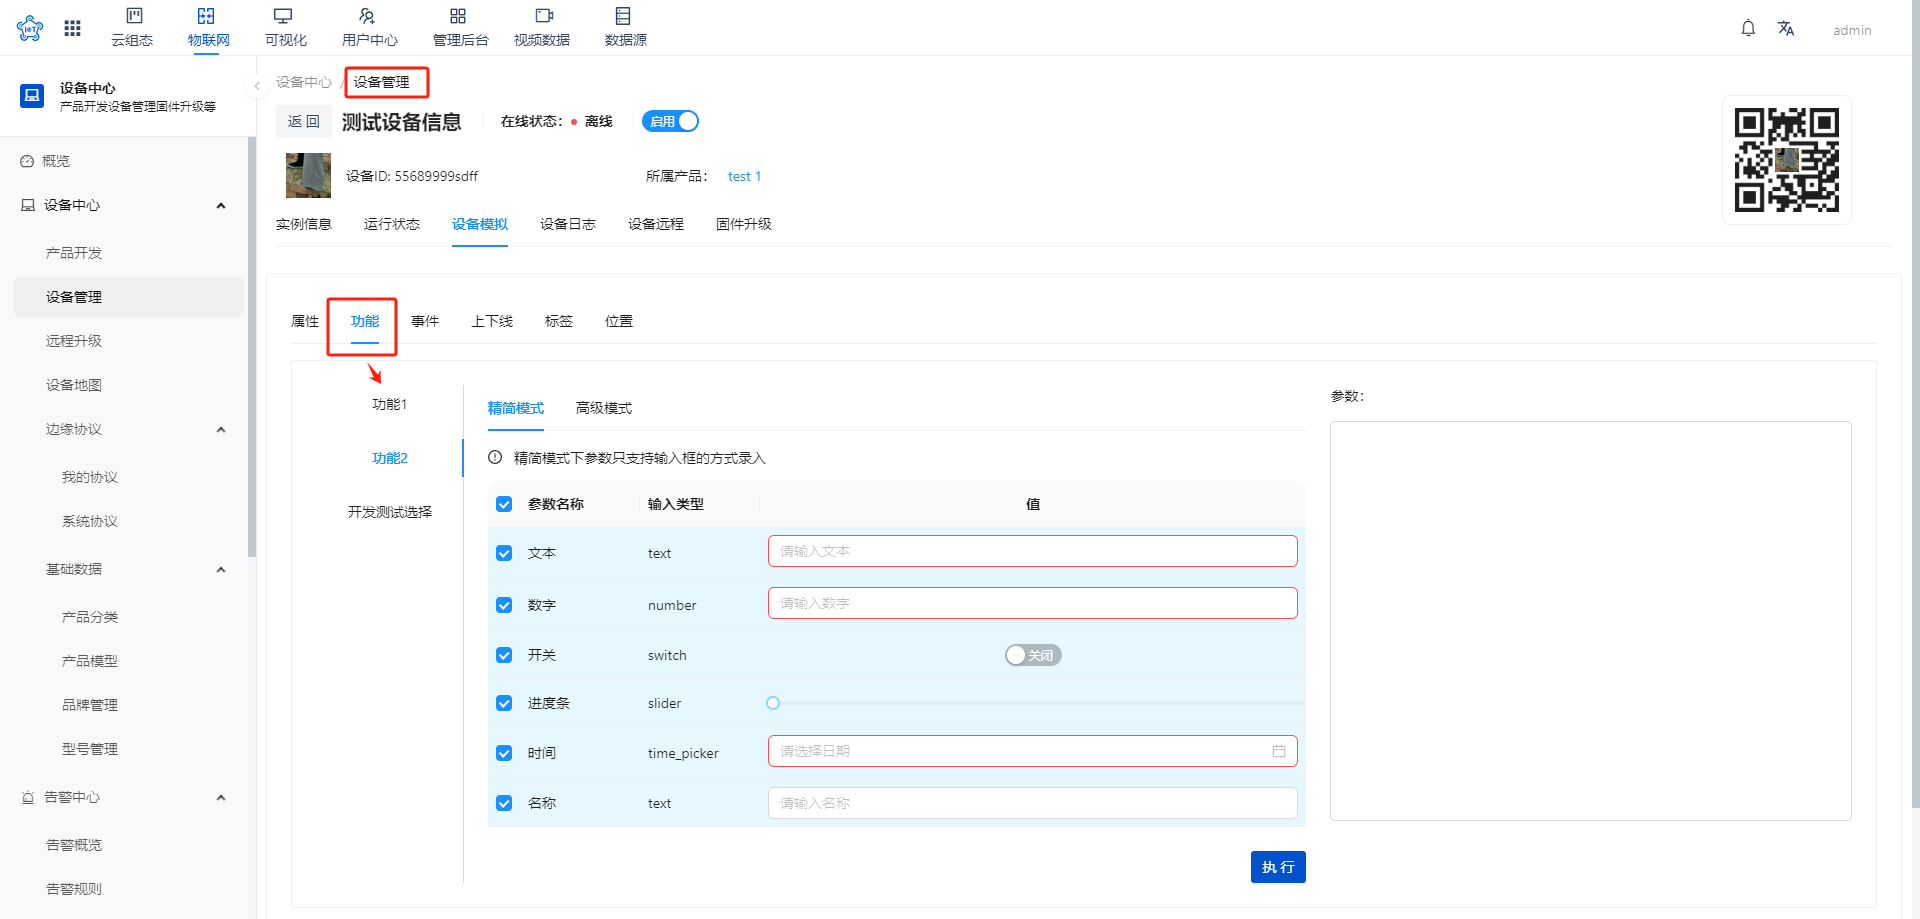 IoT
云组态
物联网
可视化
用户中心
管理后台
视频数据
数据源
admin
设备中心
产品开发设备管理固件升级等
概览
设备中心
产品开发
设备管理
远程升级
设备地图
边缘协议
我的协议
系统协议
基础数据
产品分类
产品模型
品牌管理
型号管理
告警中心
告警概览
告警规则
设备中心 / 设备管理
返 回 测试设备信息 在线状态: 离线 启用
设备ID: 55689999sdff 所属产品: test 1
实例信息 运行状态 设备模拟 设备日志 设备远程 固件升级
属性 功能 事件 上下线 标签 位置
功能1
功能2
开发测试选择
精简模式 高级模式
精简模式下参数只支持输入框的方式录入
参数名称 输入类型 值
文本 text 请输入文本
数字 number 请输入数字
开关 switch 关闭
进度条 slider
时间 time_picker 请选择日期
名称 text 请输入名称
执 行
参数: